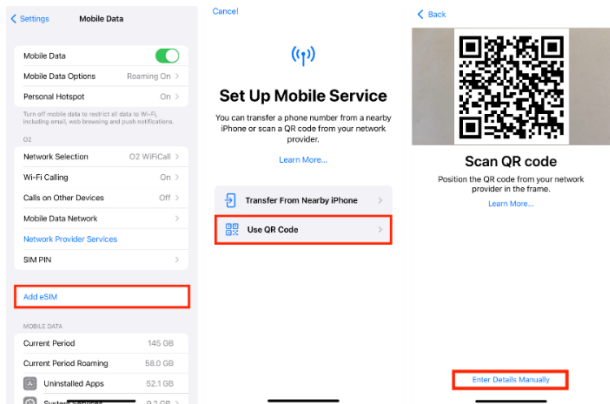 Settings
Mobile Data
Mobile Data
Mobile Data Options
Roaming On
Personal Hotspot
On
Turn off mobile data to restrict all data to Wi-Fi,
including email, web browsing and push notifications.
O2
Network Selection
O2 WiFiCall
Wi-Fi Calling
On
Calls on Other Devices
Off
Mobile Data Network
Network Provider Services
SIM PIN
Add eSIM
MOBILE DATA
Current Period
145 GB
Current Period Roaming
58.0 GB
Uninstalled Apps
52.1 GB
System Services
9.2 GB
Cancel
Set Up Mobile Service
You can transfer a phone number from a nearby
iPhone or scan a QR code from your network
provider.
Learn More...
Transfer From Nearby iPhone
Use QR Code
Back
Scan QR code
Position the QR code from your network
provider in the frame.
Learn More...
Enter Details Manually